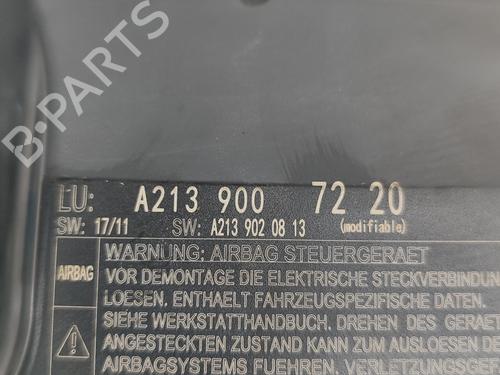 B-PARTS
LU: A213 900 72 20
SW: 17/11 SW: A213 902 08 13 (modifiable)
WARNUNG: AIRBAG STEUERGERAET
AIRBAG VOR DEMONTAGE DIE ELEKTRISCHE STECKVERBINDUN
LOESEN. ENTHAELT FAHRZEUGSPEZIFISCHE DATEN.
SIEHE WERKSTATTHANDBUCH. DREHEN DES GERAET
ANGESTECKTEN ZUSTAND KANN ZUM AUSLOESEN DE
AIRBAGSYSTEMS FUEHREN. VERLETZUNGSGEF